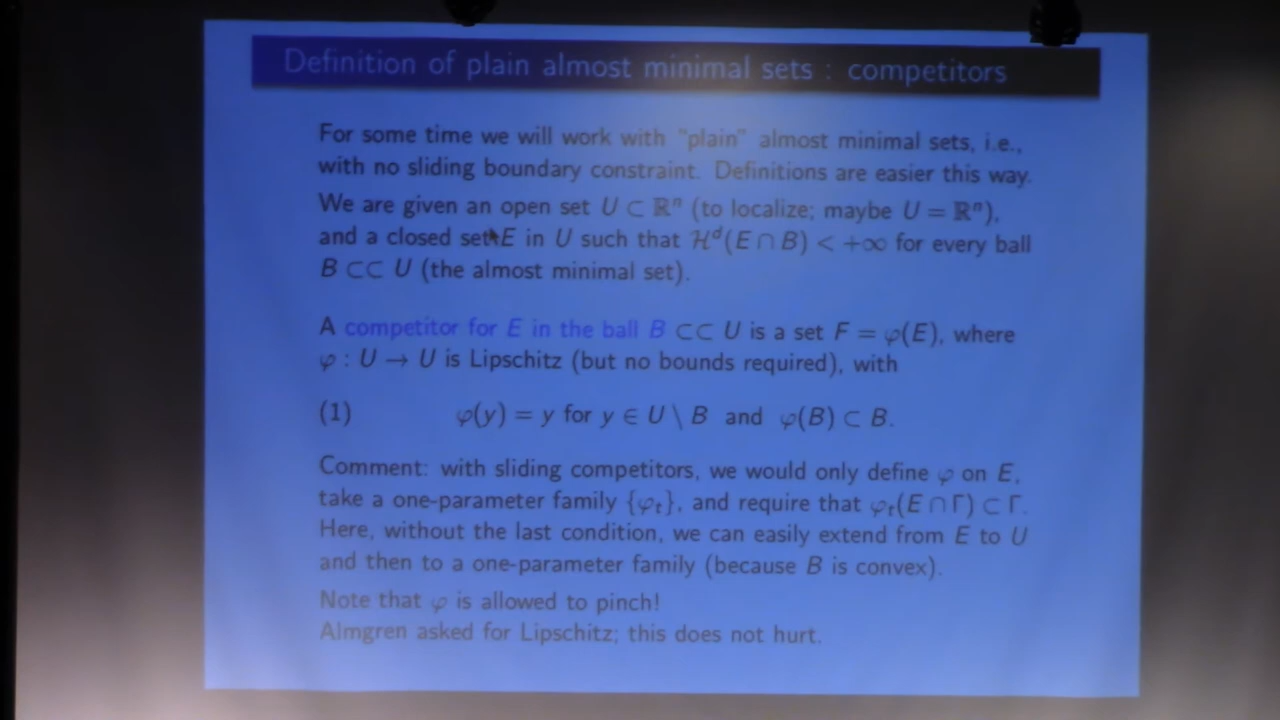 Definition of plain almost minimal sets : competitors
For some time we will work with "plain" almost minimal sets, i.e.,
with no sliding boundary constraint. Definitions are easier this way.
We are given an open set U ⊂ ℝⁿ (to localize; maybe U = ℝⁿ),
and a closed set E in U such that ℋᵈ(E ∩ B) < +∞ for every ball
B ⊂⊂ U (the almost minimal set).
A competitor for E in the ball B ⊂⊂ U is a set F = φ(E), where
φ : U → U is Lipschitz (but no bounds required), with
(1) φ(y) = y for y ∈ U \ B and φ(B) ⊂ B.
Comment: with sliding competitors, we would only define φ on E,
take a one-parameter family {φₜ}, and require that φₜ(E ∩ Γ) ⊂ Γ.
Here, without the last condition, we can easily extend from E to U
and then to a one-parameter family (because B is convex).
Note that φ is allowed to pinch!
Almgren asked for Lipschitz; this does not hurt.